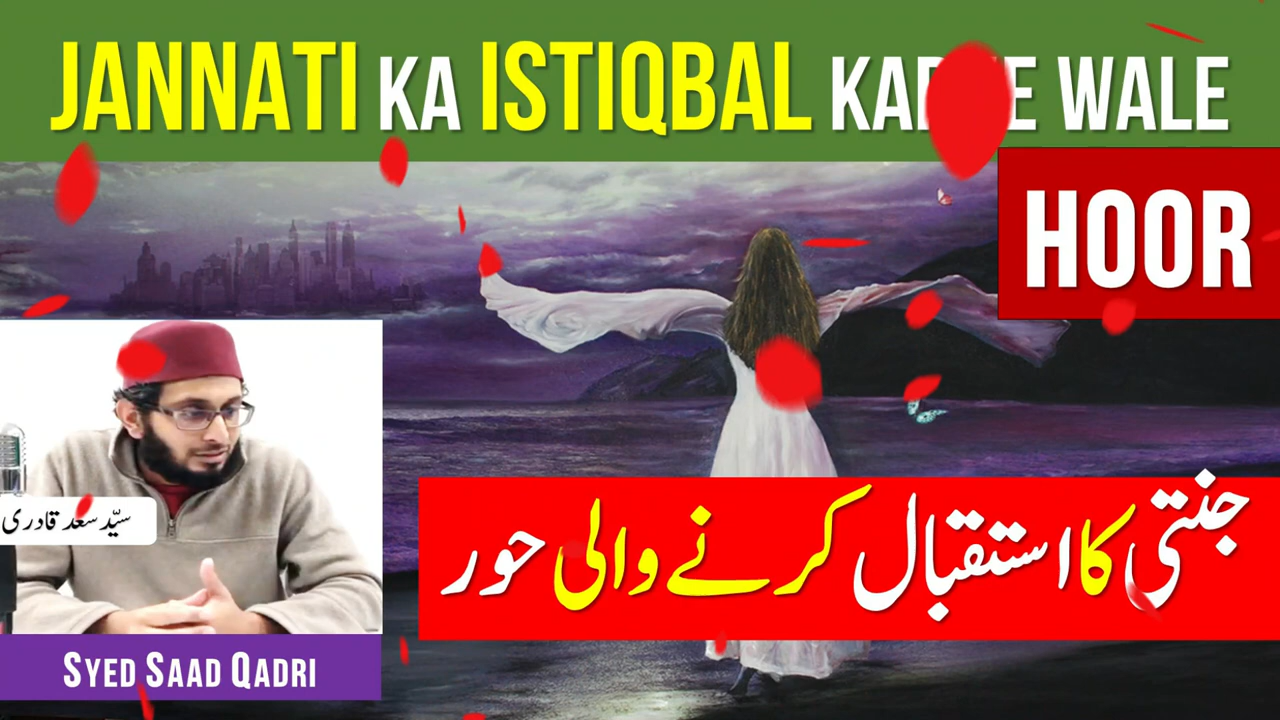 JANNATI KA ISTIQBAL WALE
HOOR
سیّد سعد قادری
جنتی کا استقبال کرنے والی حور
SYED SAAD QADRI